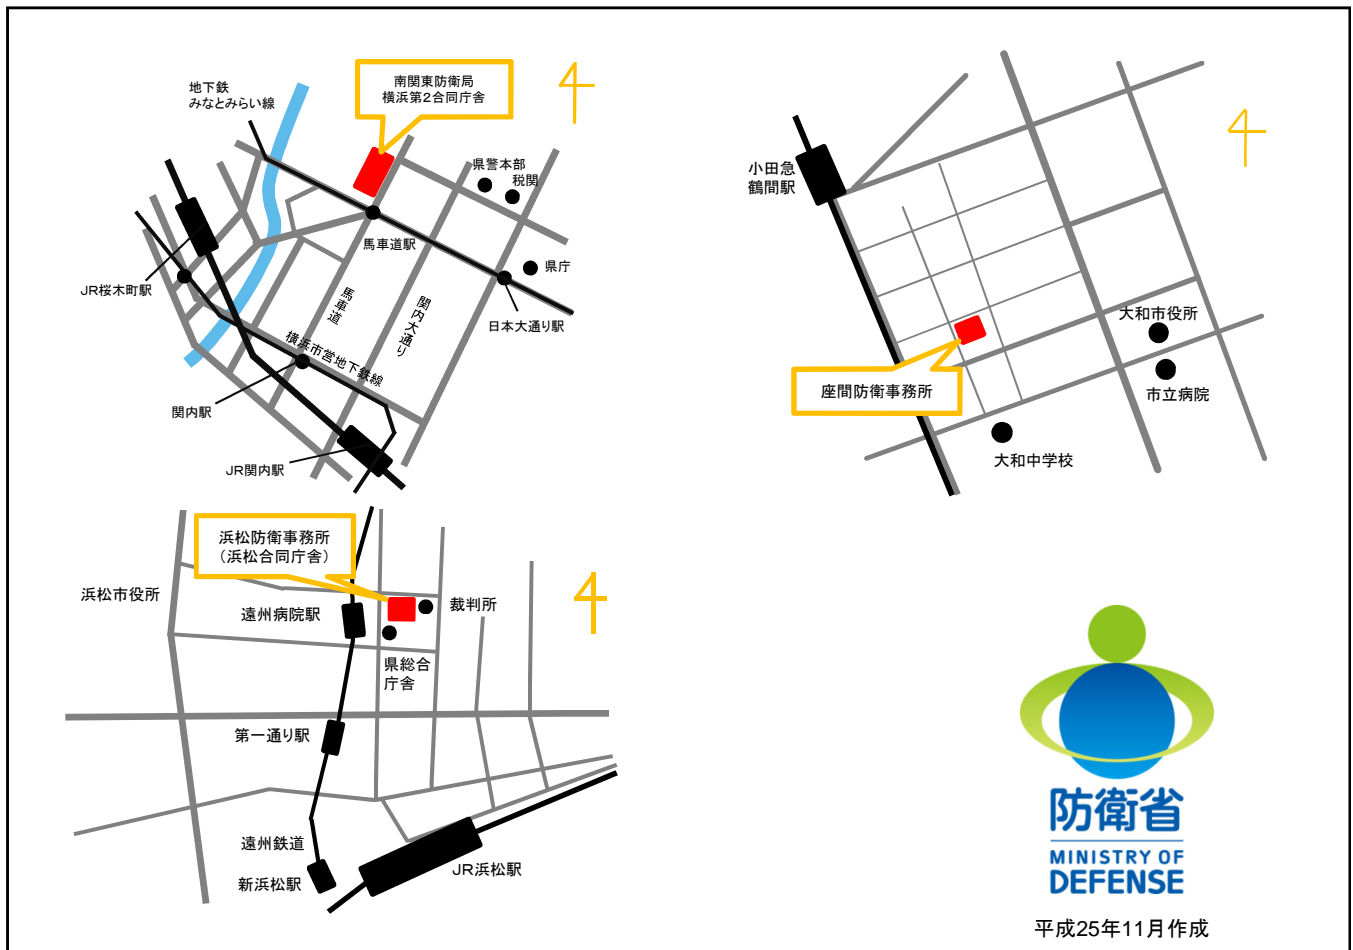 地下鉄
みなとみらい線
南関東防衛局
横浜第2合同庁舎
県警本部
税関
馬車道駅
県庁
JR桜木町駅
馬車道
関内大通り
日本大通り駅
横浜市営地下鉄線
関内駅
JR関内駅
小田急
鶴間駅
大和市役所
座間防衛事務所
市立病院
大和中学校
浜松防衛事務所
（浜松合同庁舎）
浜松市役所
遠州病院駅
裁判所
県総合
庁舎
第一通り駅
遠州鉄道
新浜松駅
JR浜松駅
防衛省
MINISTRY OF
DEFENSE
平成25年11月作成